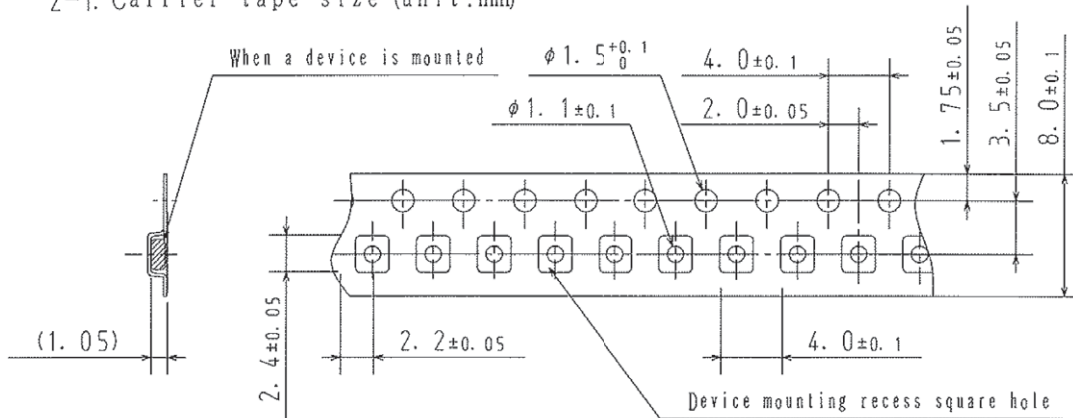 2-1. Carrier tape size (unit:mm)
When a device is mounted
φ1. 5+0. 1 0
4. 0±0. 1
φ1. 1±0. 1
2. 0±0. 05
1. 75±0. 05
3. 5±0. 05
8. 0±0. 1
(1. 05)
2. 4±0. 05
2. 2±0. 05
4. 0±0. 1
Device mounting recess square hole